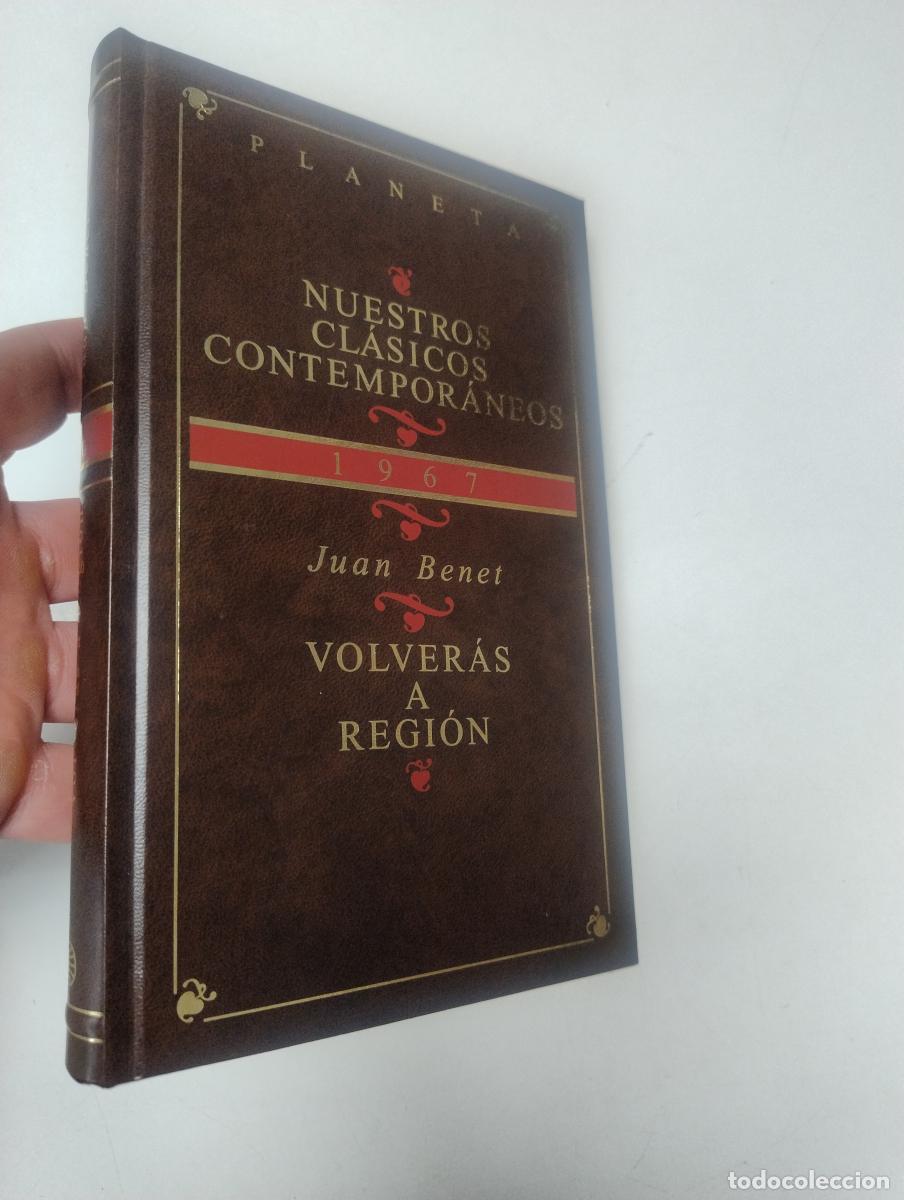 PLANETA
NUESTROS
CLÁSICOS
CONTEMPORÁNEOS
1967
Juan Benet
VOLVERÁS
A
REGIÓN
todocoleccion